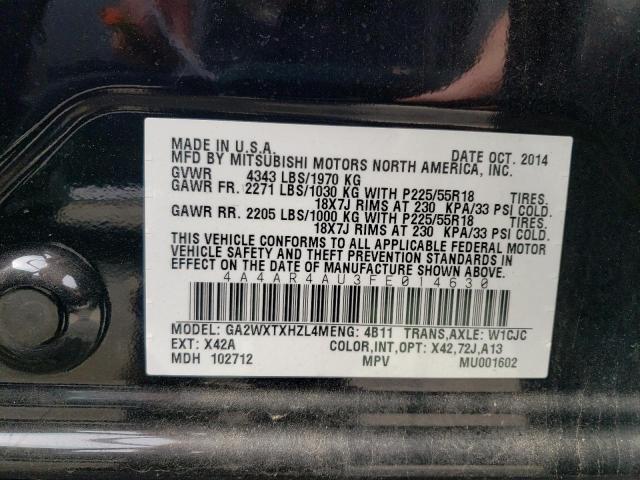 MADE IN U.S.A. DATE OCT. 2014
MFD BY MITSUBISHI MOTORS NORTH AMERICA, INC.
GVWR 4343 LBS/1970 KG
GAWR FR. 2271 LBS/1030 KG WITH P225/55R18 TIRES.
18X7J RIMS AT 230 KPA/33 PSI COLD.
GAWR RR. 2205 LBS/1000 KG WITH P225/55R18 TIRES.
18X7J RIMS AT 230 KPA/33 PSI COLD.
THIS VEHICLE CONFORMS TO ALL APPLICABLE FEDERAL MOTOR
VEHICLE SAFETY AND THEFT PREVENTION STANDARDS IN
EFFECT ON THE DATE OF MANUFACTURE SHOWN ABOVE.
4A4AR4AU3FE014630
MODEL: GA2WXTXHZL4MENG: 4B11 TRANS,AXLE: W1CJC
EXT: X42A COLOR,INT,OPT: X42,72J,A13
MDH 102712 MPV MU001602